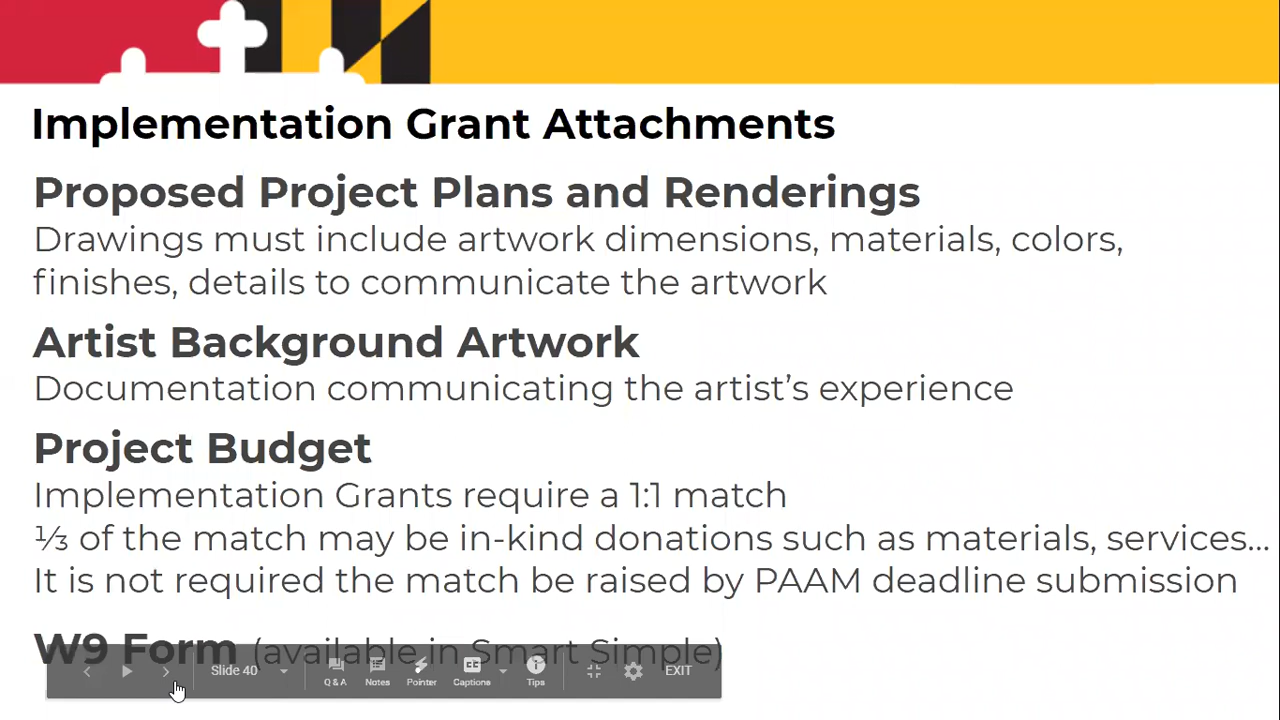 Implementation Grant Attachments
Proposed Project Plans and Renderings
Drawings must include artwork dimensions, materials, colors,
finishes, details to communicate the artwork
Artist Background Artwork
Documentation communicating the artist’s experience
Project Budget
Implementation Grants require a 1:1 match
⅓ of the match may be in-kind donations such as materials, services...
It is not required the match be raised by PAAM deadline submission
W9 Form (available in Smart Simple)
Slide 40 Q & A Notes Pointer CC Captions Tips EXIT